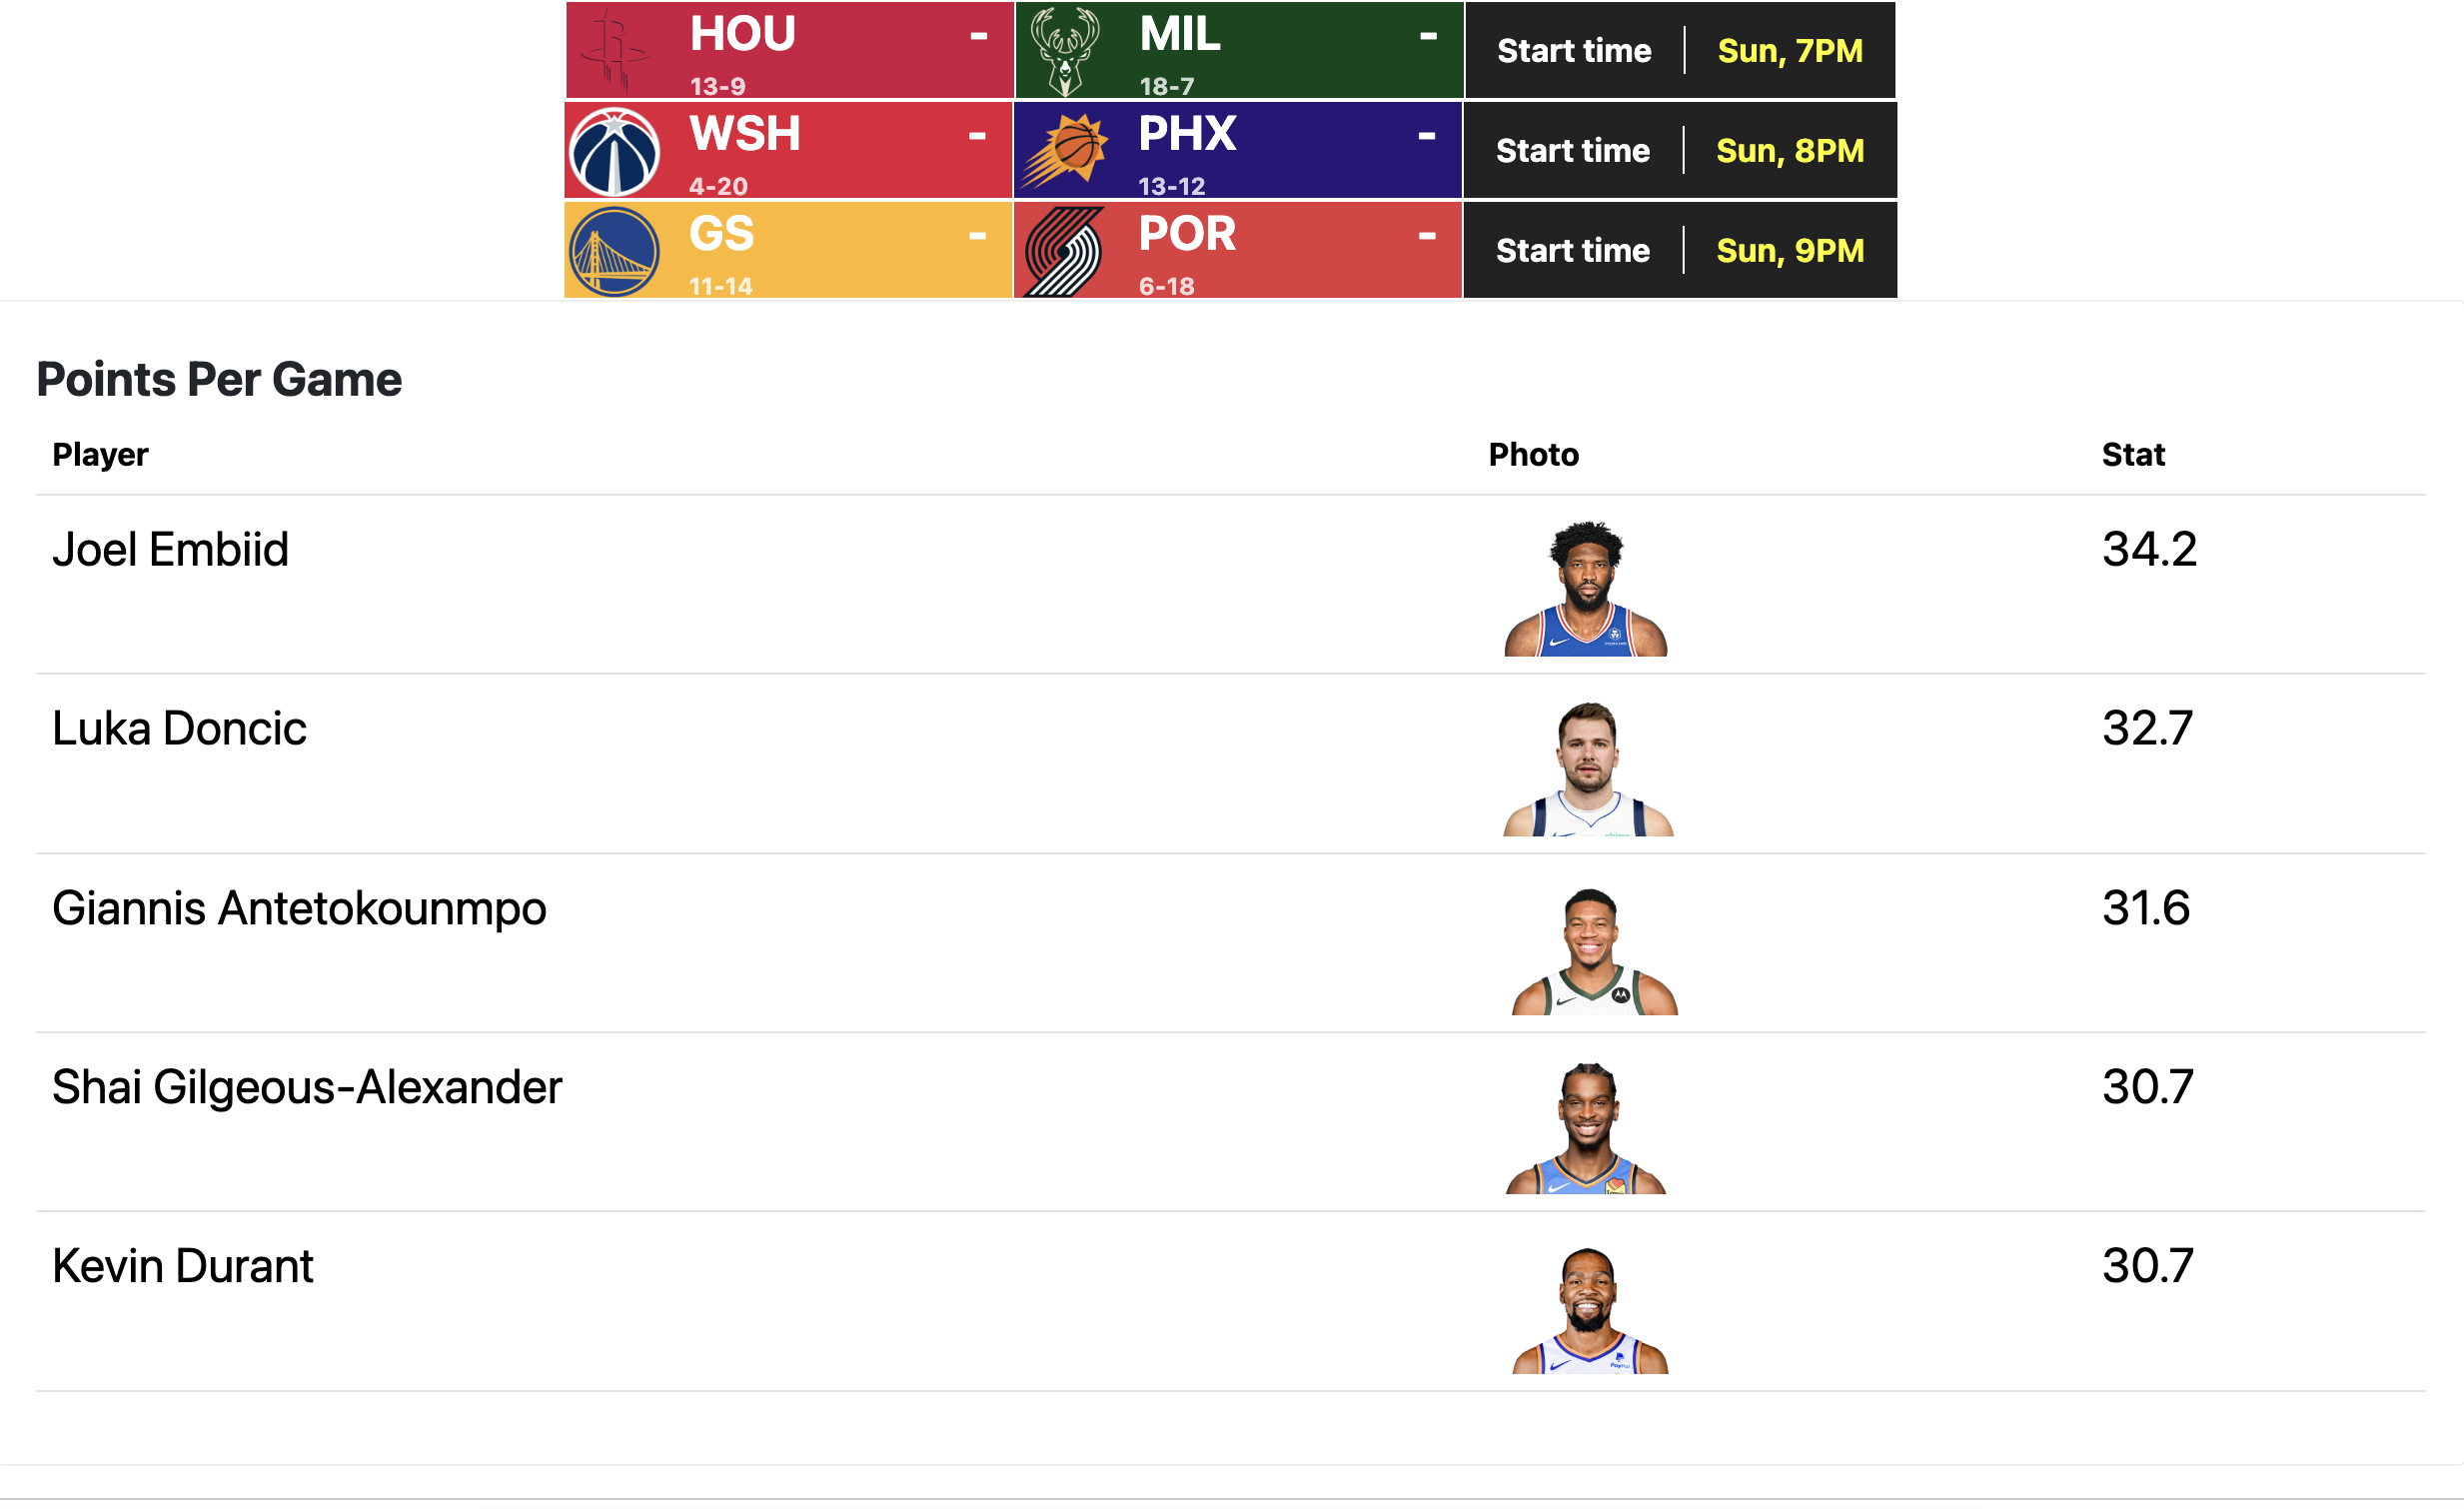 HOU - MIL - Start time Sun, 7PM
13-9 18-7
WSH - PHX - Start time Sun, 8PM
4-20 13-12
GS - POR - Start time Sun, 9PM
11-14 6-18
Points Per Game
Player Photo Stat
Joel Embiid 34.2
Luka Doncic 32.7
Giannis Antetokounmpo 31.6
Shai Gilgeous-Alexander 30.7
Kevin Durant 30.7
PayPal